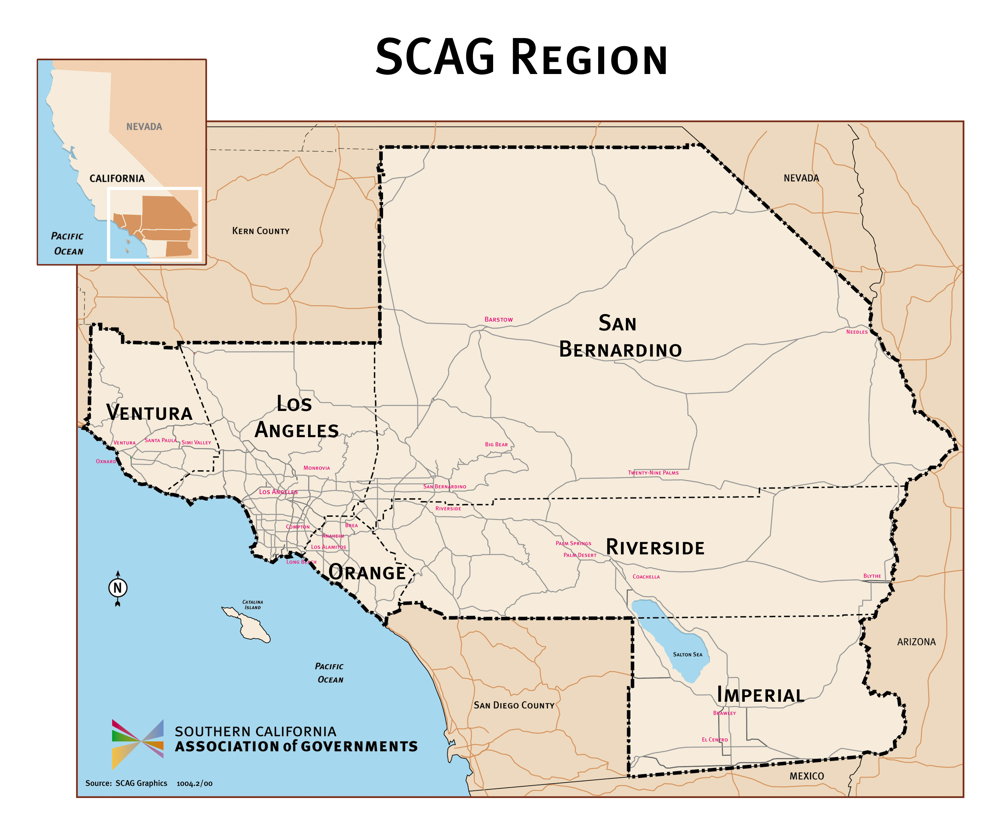 SCAG Region
NEVADA
CALIFORNIA
Pacific
Ocean
NEVADA
Kern County
Barstow
San
Bernardino
Needles
Los
Angeles
Ventura
Ventura
Santa Paula
Simi Valley
Oxnard
Big Bear
Monrovia
Twenty-Nine Palms
San Bernardino
Los Angeles
Riverside
Compton
Brea
Anaheim
Los Alamitos
Long Beach
Palm Springs
Palm Desert
Riverside
Orange
Coachella
Blythe
N
Catalina
Island
Arizona
Salton Sea
Pacific
Ocean
Imperial
San Diego County
Brawley
El Centro
SOUTHERN CALIFORNIA
ASSOCIATION of GOVERNMENTS
MEXICO
Source: SCAG Graphics 1004.2/00